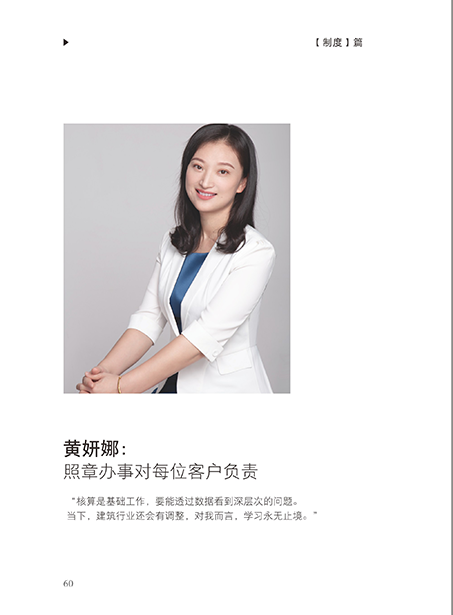 【制度】篇
黄妍娜：
照章办事对每位客户负责
“核算是基础工作，要能透过数据看到深层次的问题。
当下，建筑行业还会有调整，对我而言，学习永无止境。”
60